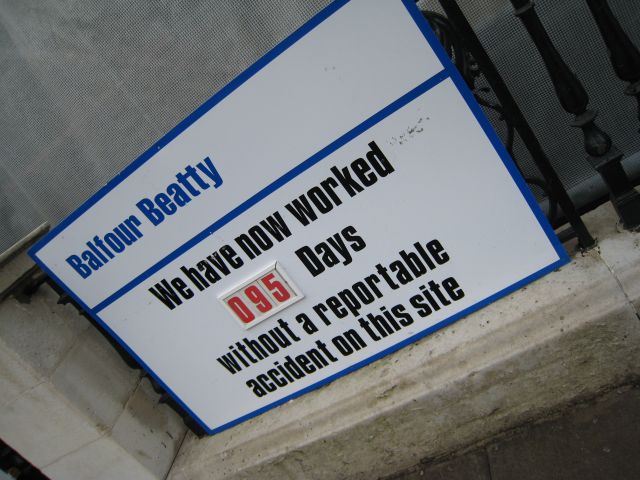 Balfour Beatty
We have now worked
095 Days
without a reportable
accident on this site